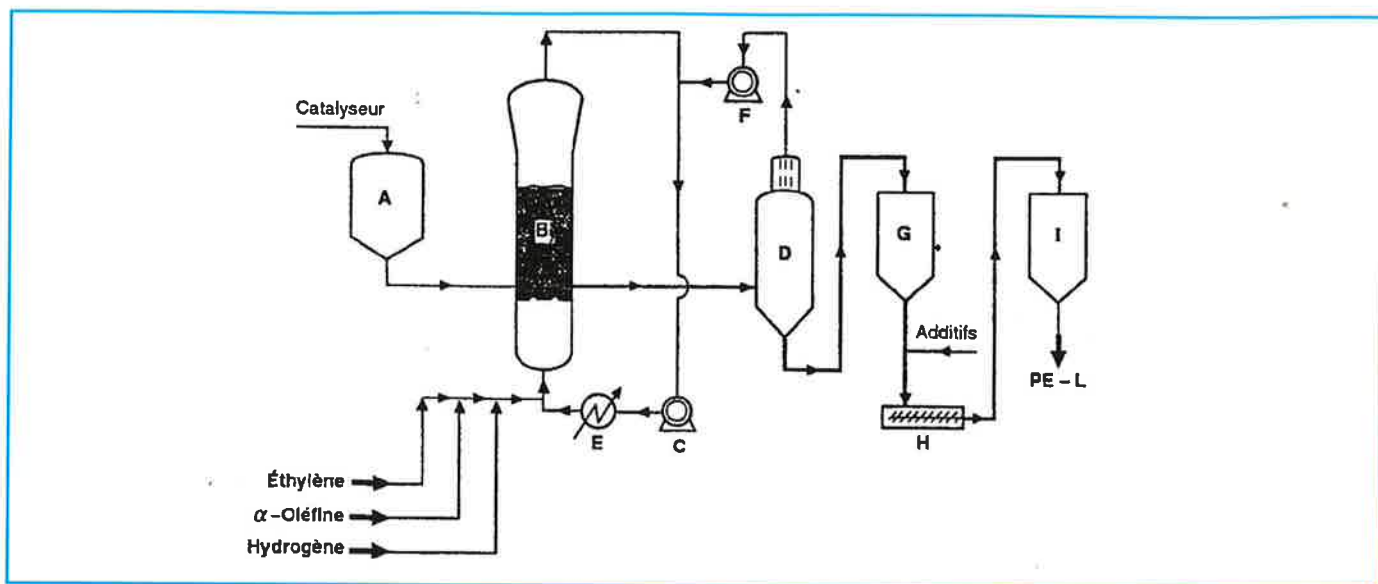 Catalyseur
A
B
F
D
G
I
Additifs
PE – L
H
E
C
Éthylène
α–Oléfine
Hydrogène